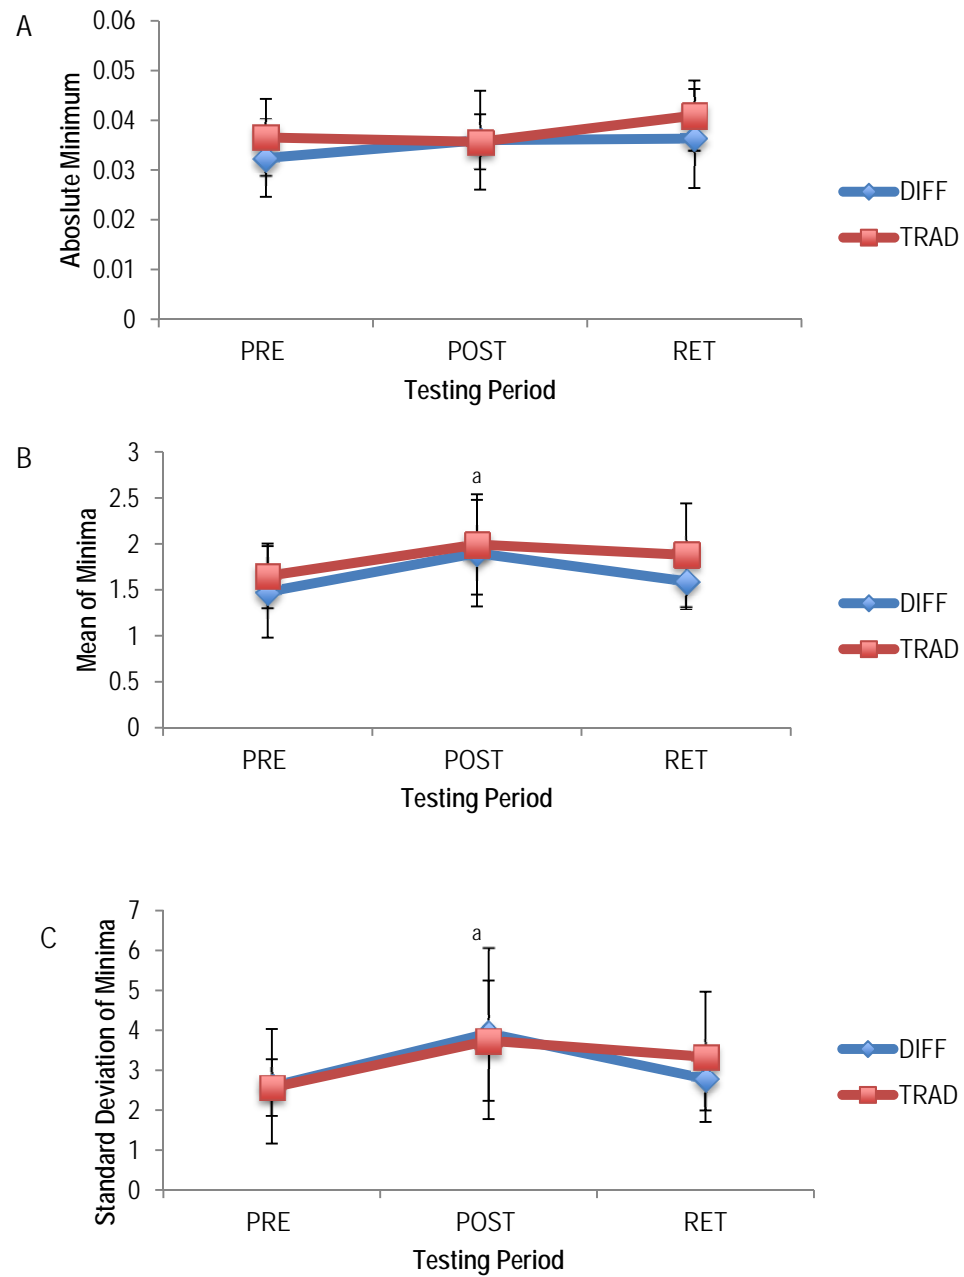 A
0.06
0.05
0.04
0.03
0.02
0.01
0
Aboslute Minimum
PRE
POST
RET
Testing Period
DIFF
TRAD
B
3
2.5
2
1.5
1
0.5
0
Mean of Minima
a
PRE
POST
RET
Testing Period
DIFF
TRAD
C
7
6
5
4
3
2
1
0
Standard Deviation of Minima
a
PRE
POST
RET
Testing Period
DIFF
TRAD